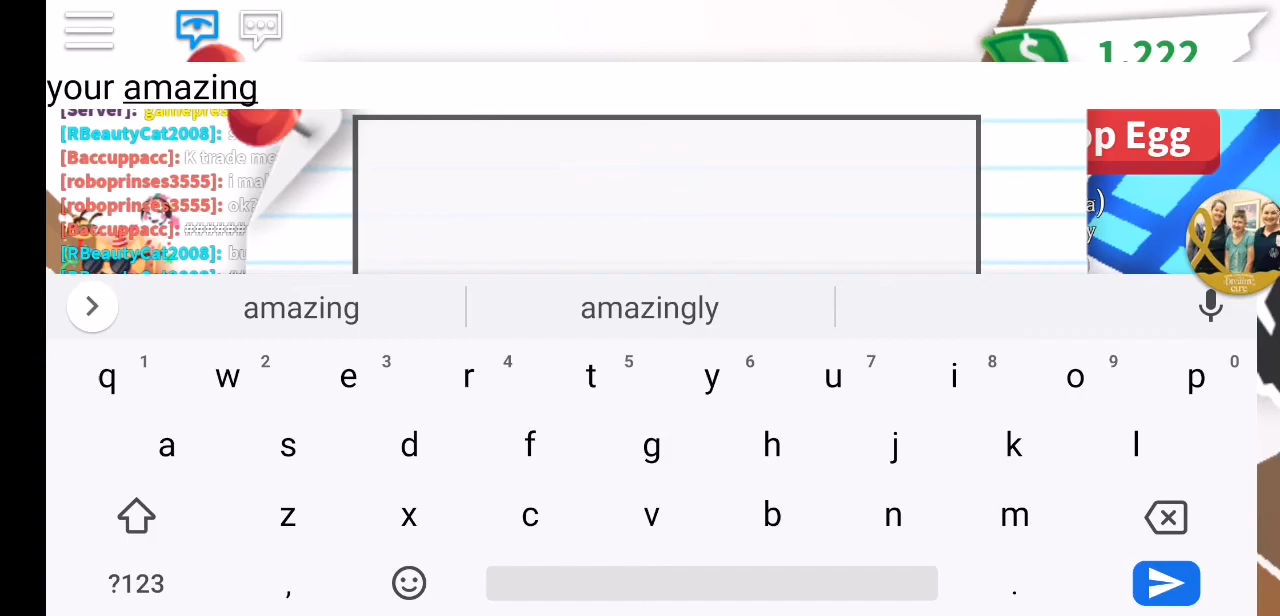 1,222
your amazing
[Server]:
[RBeautyCat2008]:
[Baccuppacc]: K trade me
[roboprinses3555]: i
[roboprinses3555]: ok
[Baccuppacc]: #######
[RBeautyCat2008]:
Egg
amazing amazingly
q 1 w 2 e 3 r 4 t 5 y 6 u 7 i 8 o 9 p 0
a s d f g h j k l
z x c v b n m
?123 , .